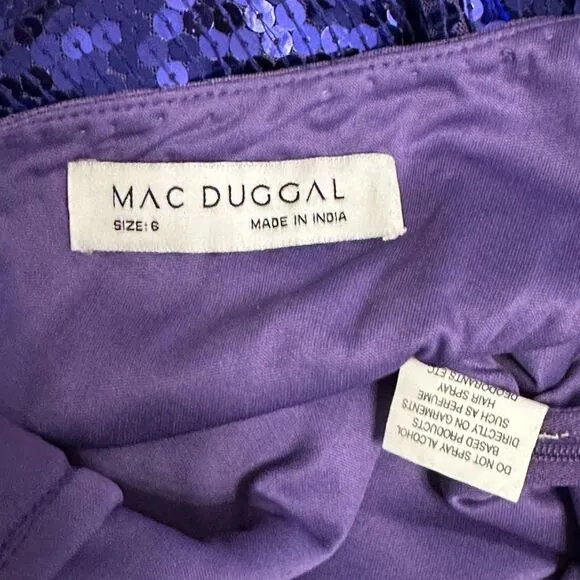 MAC DUGGAL
SIZE: 6 MADE IN INDIA
DO NOT SPRAY ALCOHOL
BASED PRODUCTS
DIRECTLY ON GARMENTS
SUCH AS PERFUME
HAIR SPRAY
DEODORANTS ETC